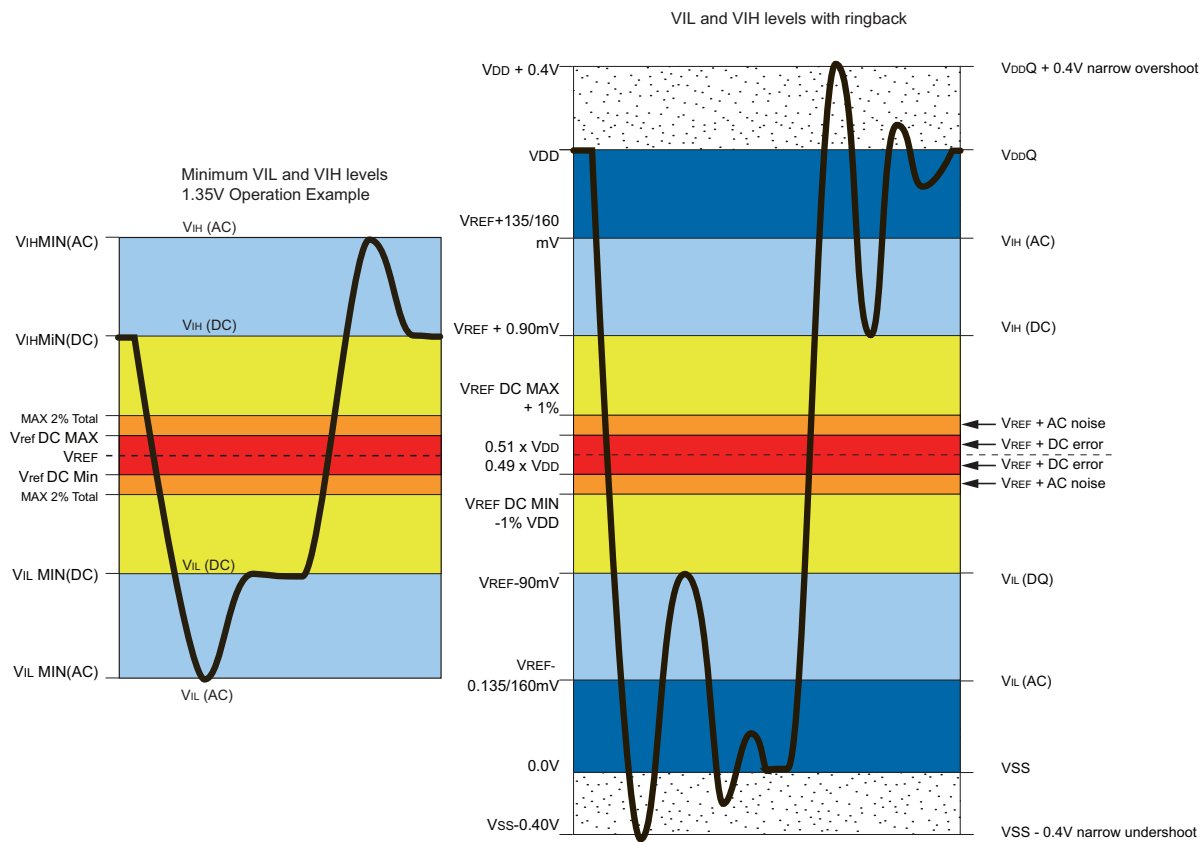 VIL and VIH levels with ringback
Minimum VIL and VIH levels
1.35V Operation Example
VIHMIN(AC)
VIH (AC)
VIHMiN(DC)
VIH (DC)
MAX 2% Total
Vref DC MAX
VREF
Vref DC Min
MAX 2% Total
VIL MIN(DC)
VIL (DC)
VIL MIN(AC)
VIL (AC)
VDD + 0.4V
VDD
VREF+135/160
mV
VREF + 0.90mV
VREF DC MAX
+ 1%
0.51 x VDD
0.49 x VDD
VREF DC MIN
-1% VDD
VREF-90mV
VREF-
0.135/160mV
0.0V
VSS-0.40V
VDDQ + 0.4V narrow overshoot
VDDQ
VIH (AC)
VIH (DC)
VREF + AC noise
VREF + DC error
VREF + DC error
VREF + AC noise
VIL (DQ)
VIL (AC)
VSS
VSS - 0.4V narrow undershoot